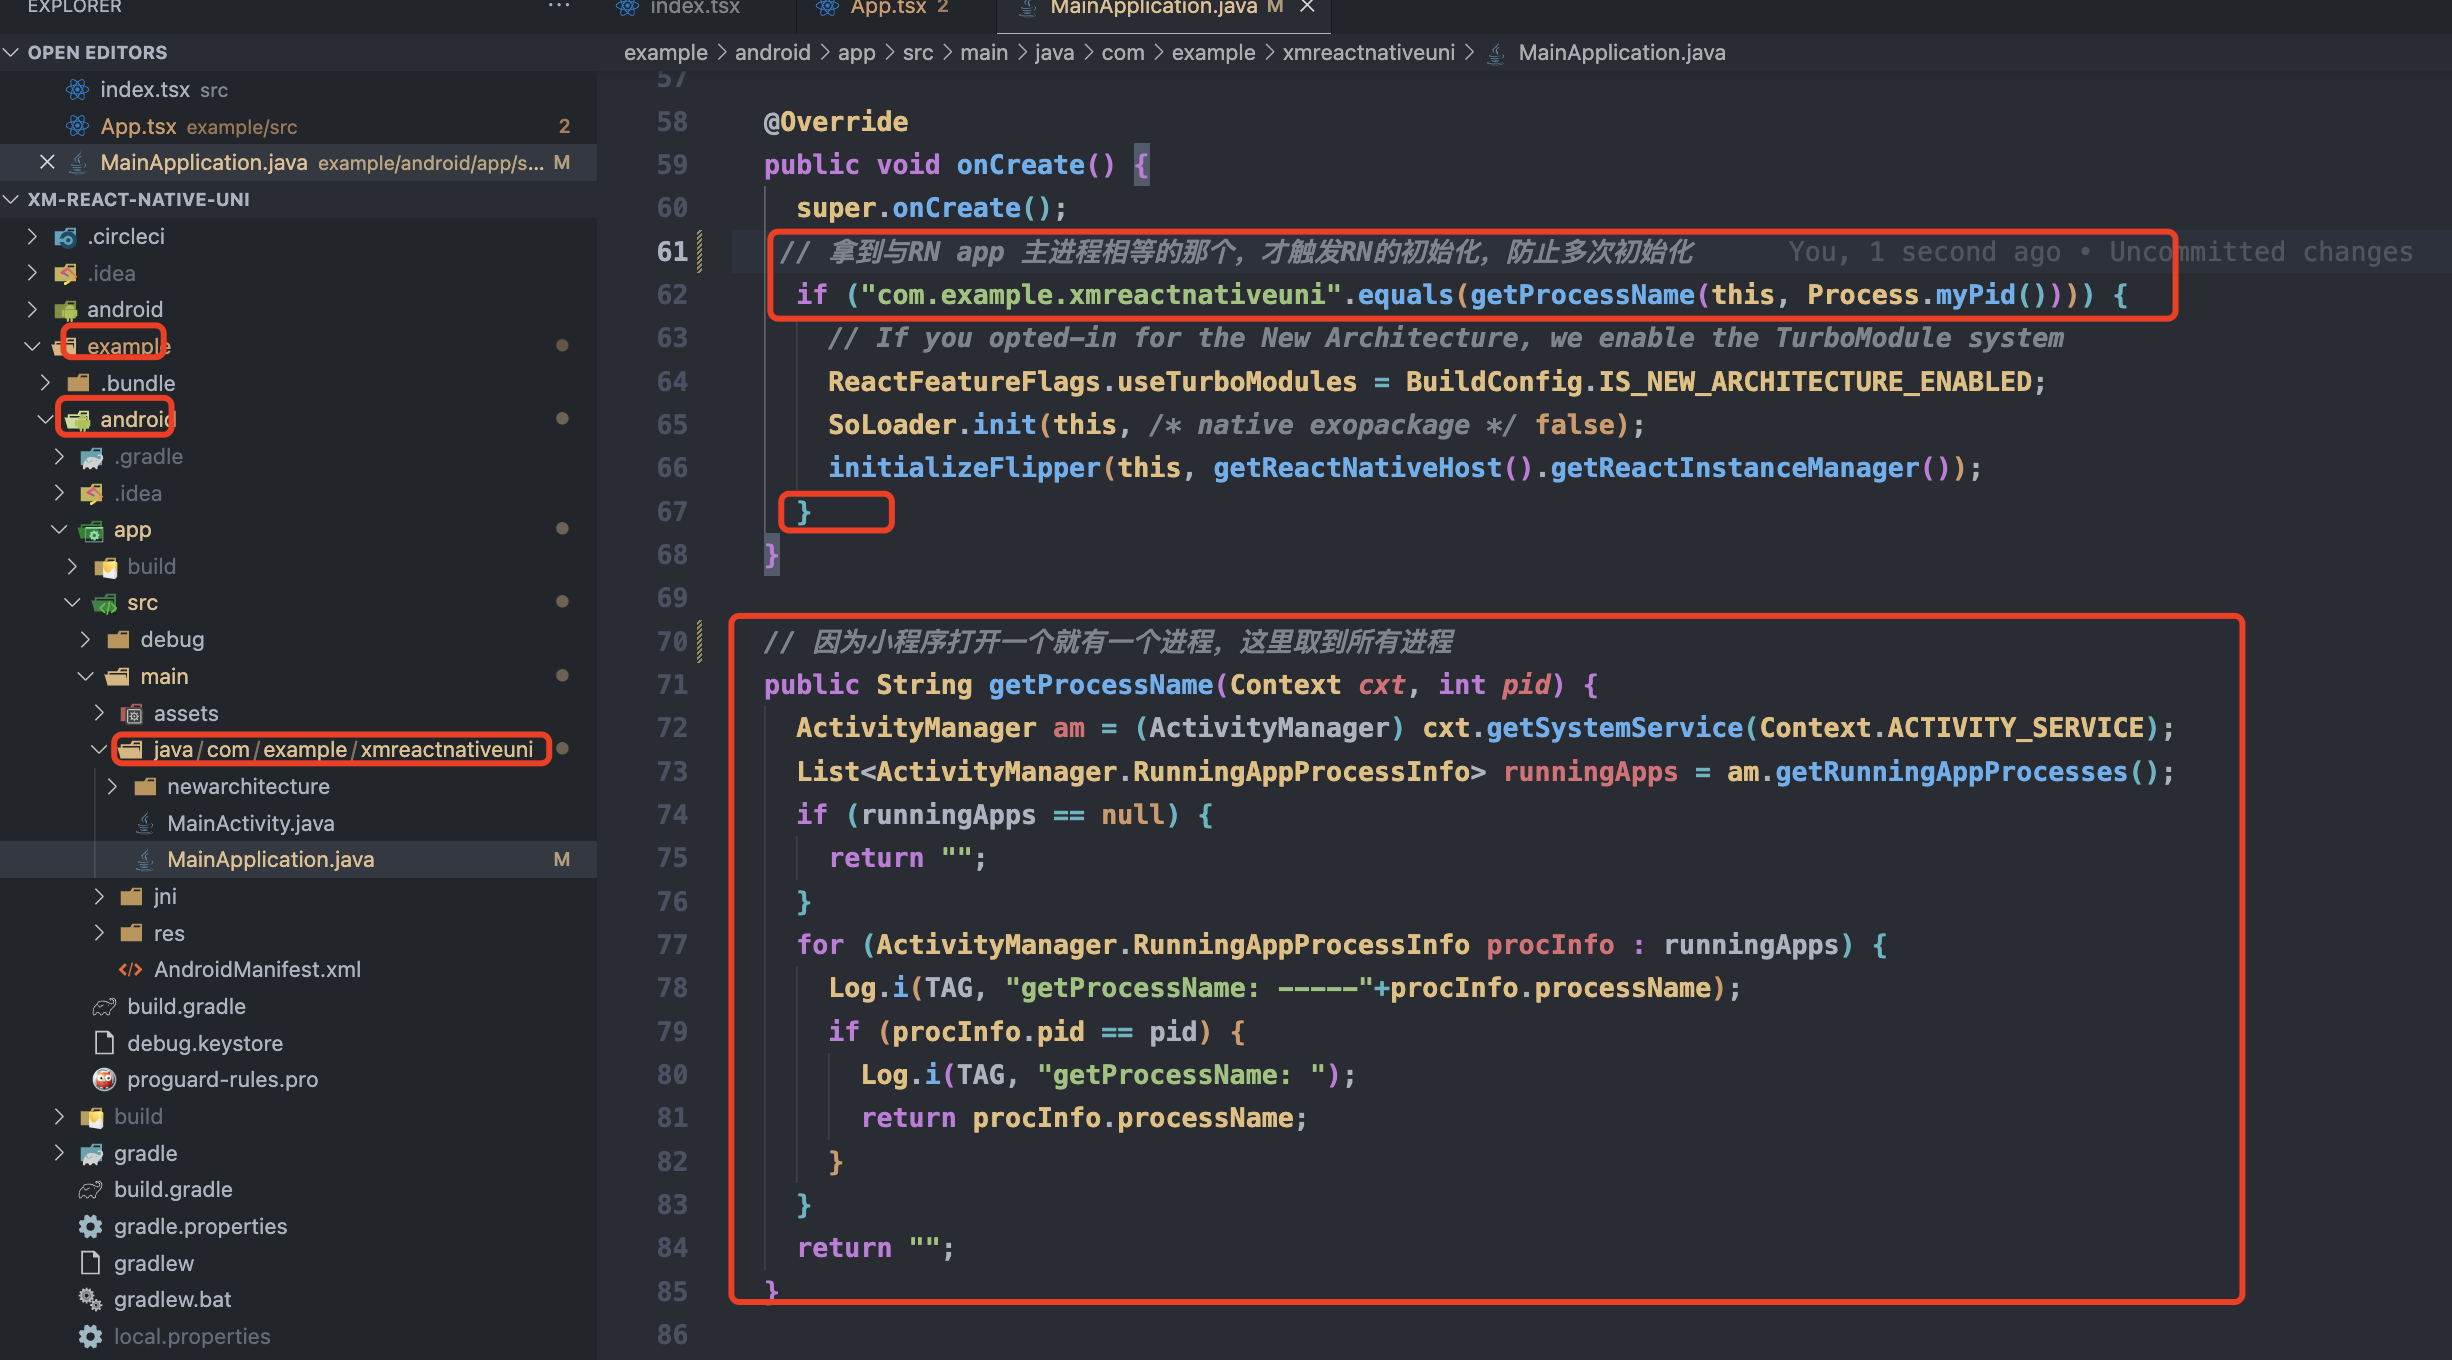 EXPLORER ···
OPEN EDITORS
index.tsx src
App.tsx example/src 2
MainApplication.java example/android/app/s... M
XM-REACT-NATIVE-UNI
.circleci
.idea
android
example
.bundle
android
.gradle
.idea
app
build
src
debug
main
assets
java/com/example/xmreactnativeuni
newarchitecture
MainActivity.java
MainApplication.java M
jni
res
AndroidManifest.xml
build.gradle
debug.keystore
proguard-rules.pro
build
gradle
build.gradle
gradle.properties
gradlew
gradlew.bat
local.properties
index.tsx App.tsx 2 MainApplication.java M
example > android > app > src > main > java > com > example > xmreactnativeuni > MainApplication.java
57
58 @Override
59 public void onCreate() {
60 super.onCreate();
61 // 拿到与RN app 主进程相等的那个，才触发RN的初始化，防止多次初始化 You, 1 second ago • Uncommitted changes
62 if ("com.example.xmreactnativeuni".equals(getProcessName(this, Process.myPid()))) {
63 // If you opted-in for the New Architecture, we enable the TurboModule system
64 ReactFeatureFlags.useTurboModules = BuildConfig.IS_NEW_ARCHITECTURE_ENABLED;
65 SoLoader.init(this, /* native exopackage */ false);
66 initializeFlipper(this, getReactNativeHost().getReactInstanceManager());
67 }
68 }
69
70 // 因为小程序打开一个就有一个进程，这里取到所有进程
71 public String getProcessName(Context cxt, int pid) {
72 ActivityManager am = (ActivityManager) cxt.getSystemService(Context.ACTIVITY_SERVICE);
73 List<ActivityManager.RunningAppProcessInfo> runningApps = am.getRunningAppProcesses();
74 if (runningApps == null) {
75 return "";
76 }
77 for (ActivityManager.RunningAppProcessInfo procInfo : runningApps) {
78 Log.i(TAG, "getProcessName: -----"+procInfo.processName);
79 if (procInfo.pid == pid) {
80 Log.i(TAG, "getProcessName: ");
81 return procInfo.processName;
82 }
83 }
84 return "";
85 }
86